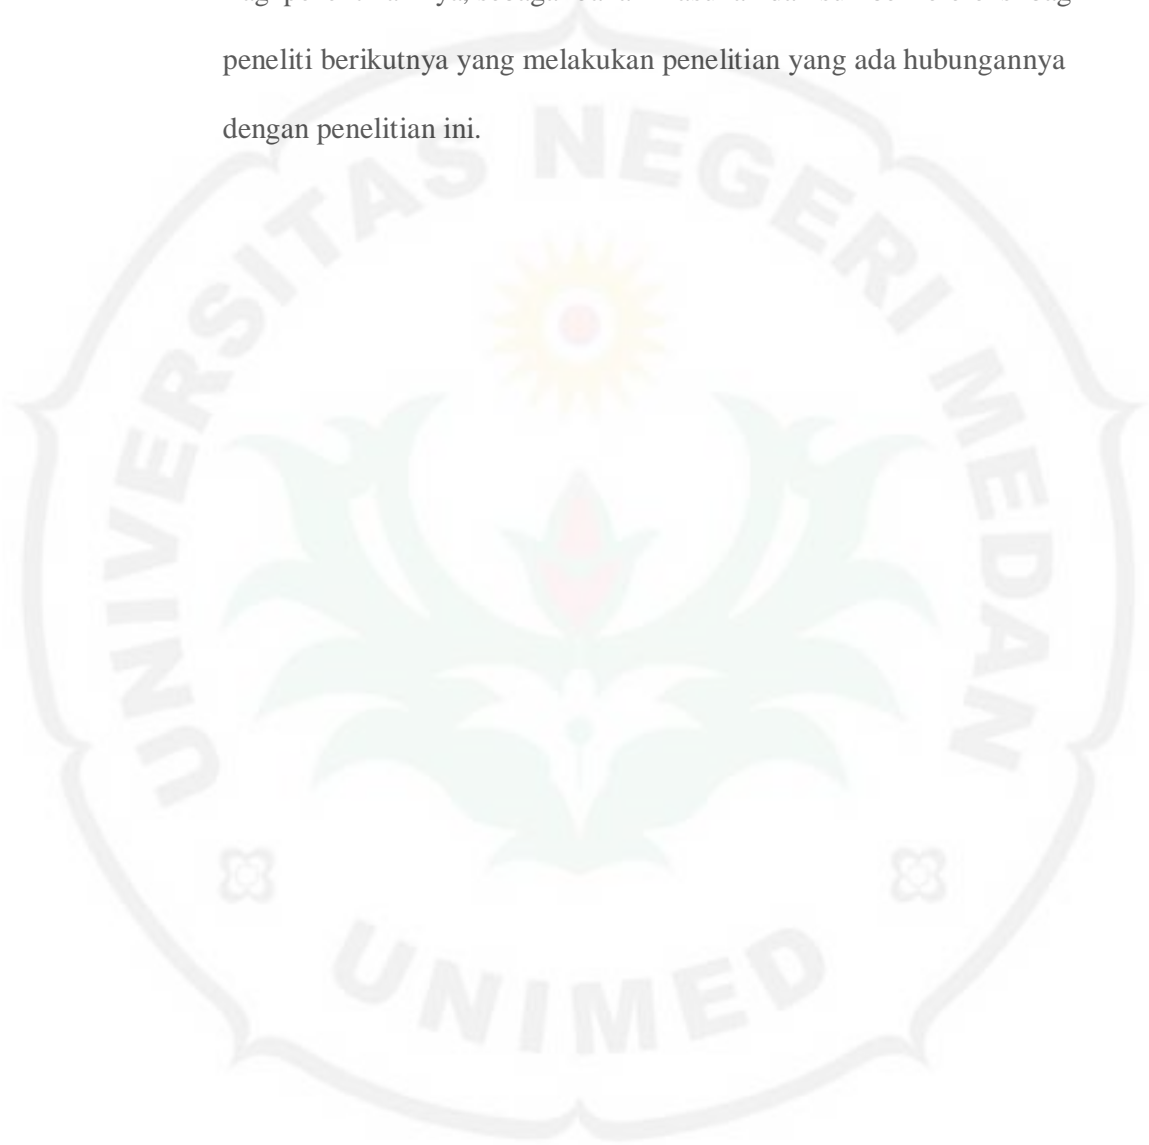 peneliti berikutnya yang melakukan penelitian yang ada hubungannya
dengan penelitian ini.
UNIVERSITAS NEGERI MEDAN
UNIMED